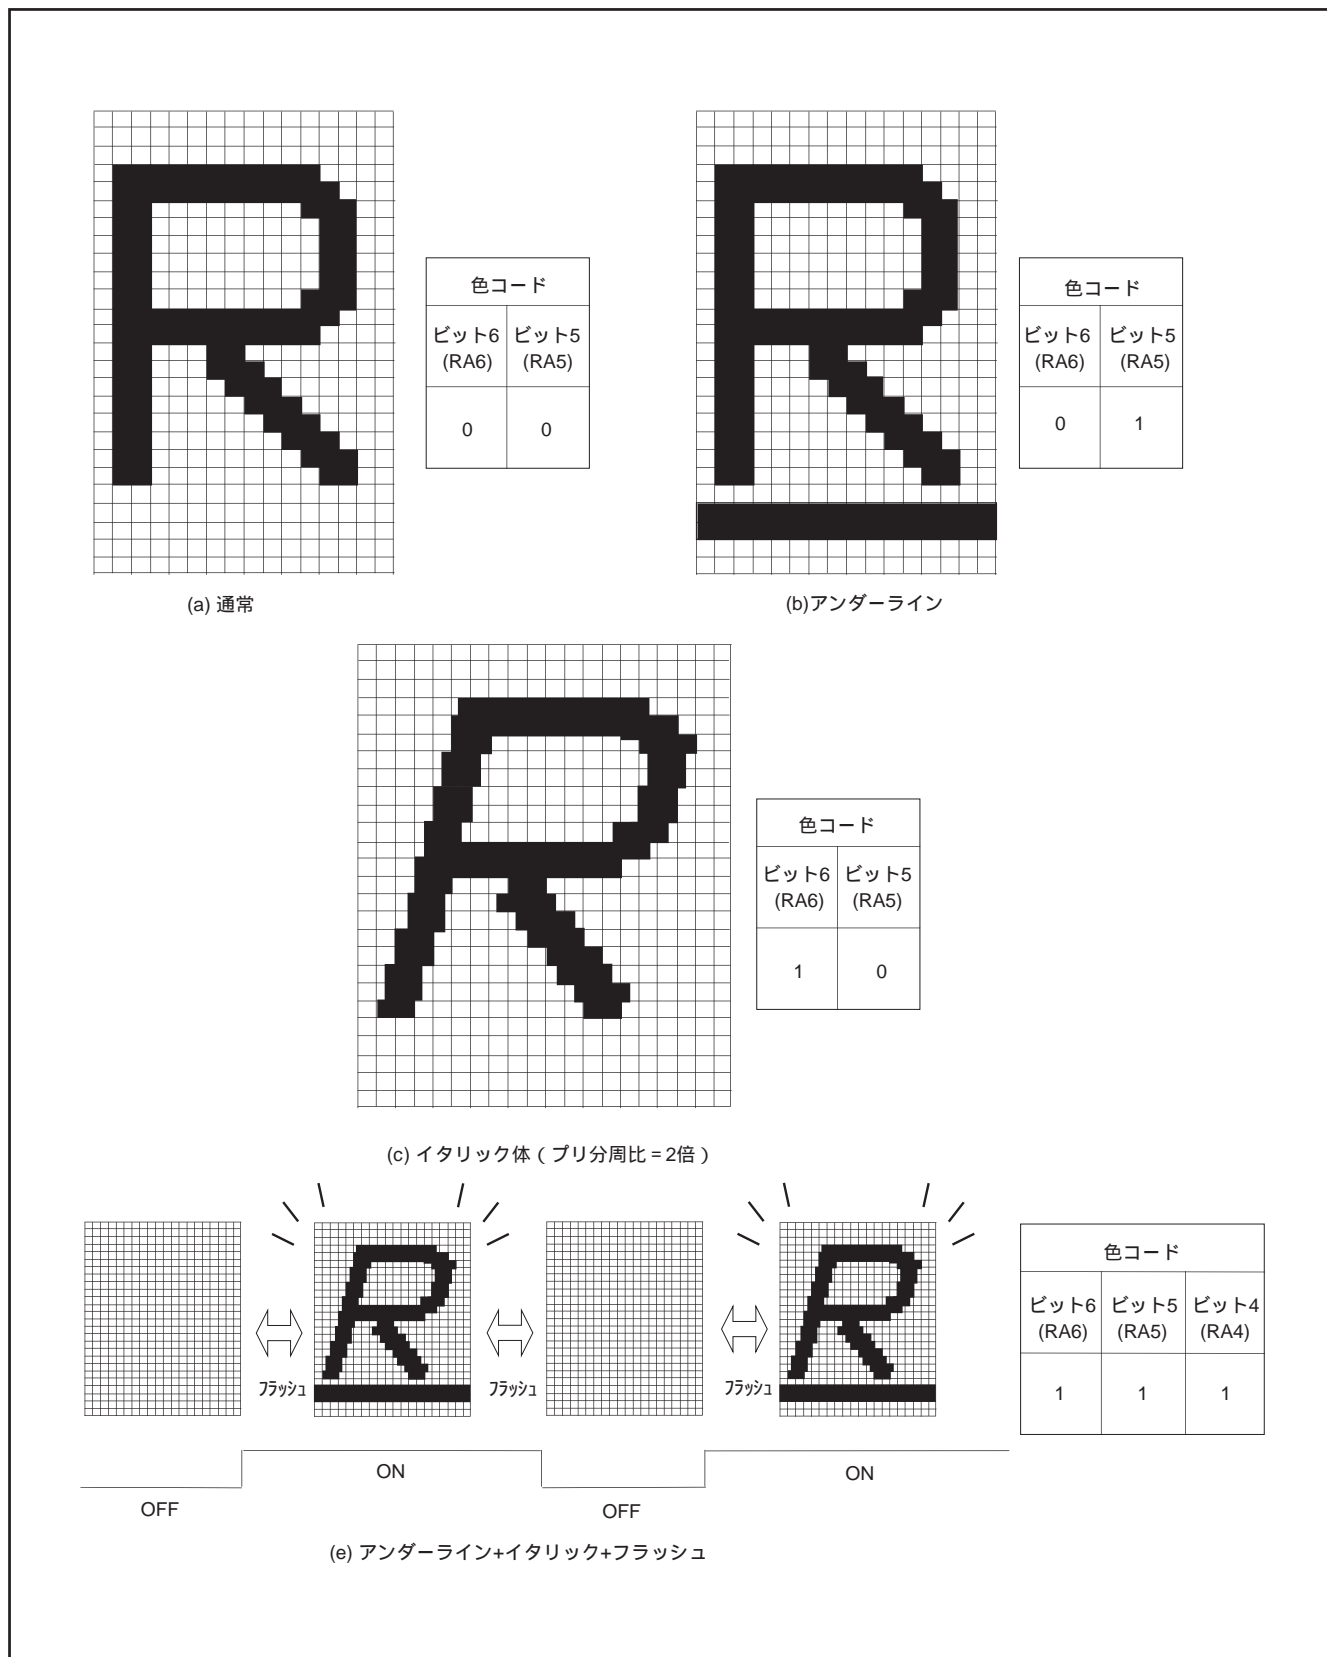 色コード
ビット6 ビット5
(RA6) (RA5)
0 0
(a) 通常
色コード
ビット6 ビット5
(RA6) (RA5)
0 1
(b)アンダーライン
色コード
ビット6 ビット5
(RA6) (RA5)
1 0
(c) イタリック体 ( プリ分周比 = 2倍 )
フラッシュ フラッシュ フラッシュ
色コード
ビット6 ビット5 ビット4
(RA6) (RA5) (RA4)
1 1 1
ON ON
OFF OFF
(e) アンダーライン+イタリック+フラッシュ